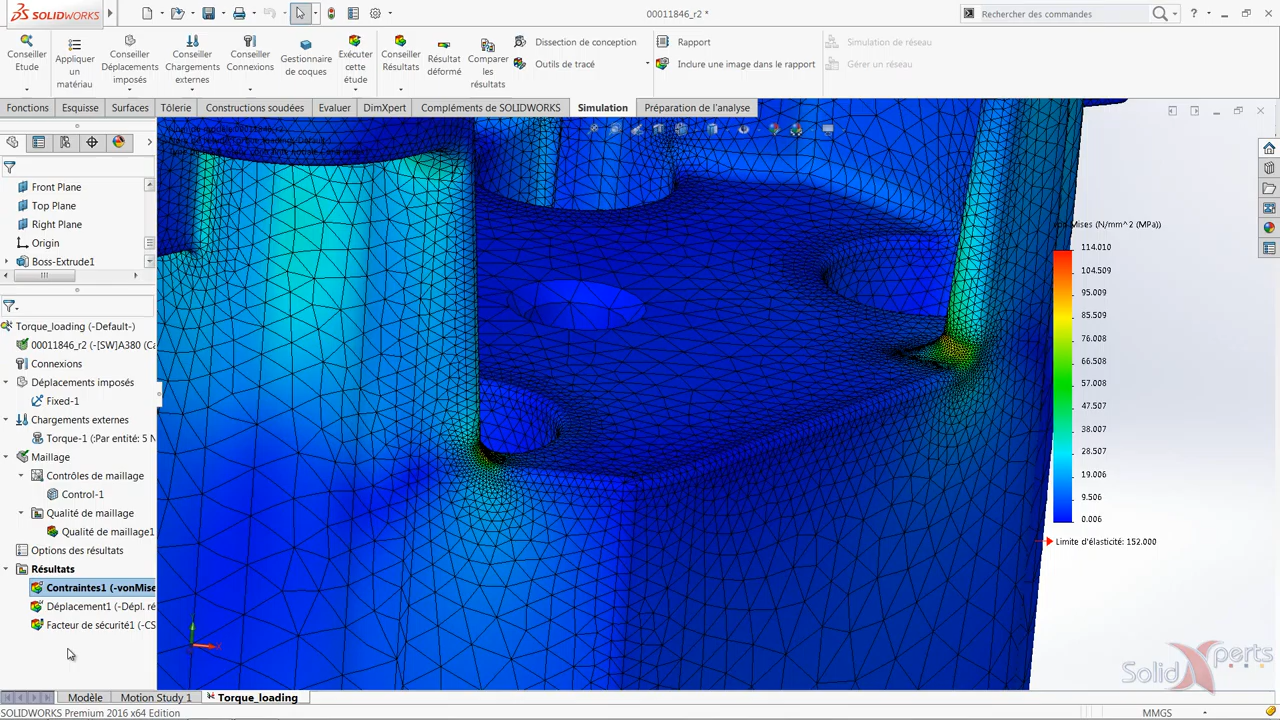 SOLIDWORKS
00011846_r2 *
Rechercher des commandes
Conseiller Etude
Appliquer un matériau
Conseiller Déplacements imposés
Conseiller Chargements externes
Conseiller Connexions
Gestionnaire de coques
Exécuter cette étude
Conseiller Résultats
Résultat déformé
Comparer les résultats
Dissection de conception
Outils de tracé
Rapport
Inclure une image dans le rapport
Simulation de réseau
Gérer un réseau
Fonctions
Esquisse
Surfaces
Tôlerie
Constructions soudées
Evaluer
DimXpert
Compléments de SOLIDWORKS
Simulation
Préparation de l'analyse
Front Plane
Top Plane
Right Plane
Origin
Boss-Extrude1
Torque_loading (-Default-)
00011846_r2 (-[SW]A380 (Ca
Connexions
Déplacements imposés
Fixed-1
Chargements externes
Torque-1 (:Par entité: 5 N
Maillage
Contrôles de maillage
Control-1
Qualité de maillage
Qualité de maillage1
Options des résultats
Résultats
Contraintes1 (-vonMise
Déplacement1 (-Dépl. ré
Facteur de sécurité1 (-CS
Mises (N/mm^2 (MPa))
114.010
104.509
95.009
85.509
76.008
66.508
57.008
47.507
38.007
28.507
19.006
9.506
0.006
Limite d'élasticité: 152.000
SolidXperts
Modèle
Motion Study 1
Torque_loading
SOLIDWORKS Premium 2016 x64 Edition
MMGS